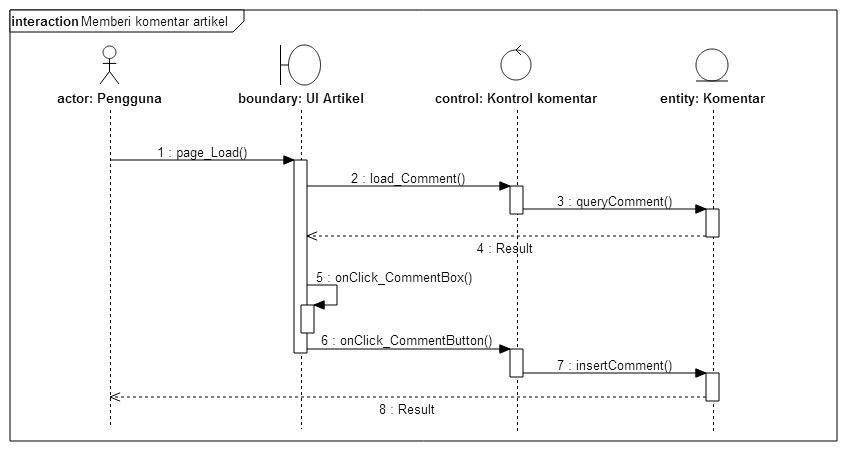 interaction Memberi komentar artikel
actor: Pengguna
boundary: UI Artikel
control: Kontrol komentar
entity: Komentar
1 : page_Load()
2 : load_Comment()
3 : queryComment()
4 : Result
5 : onClick_CommentBox()
6 : onClick_CommentButton()
7 : insertComment()
8 : Result